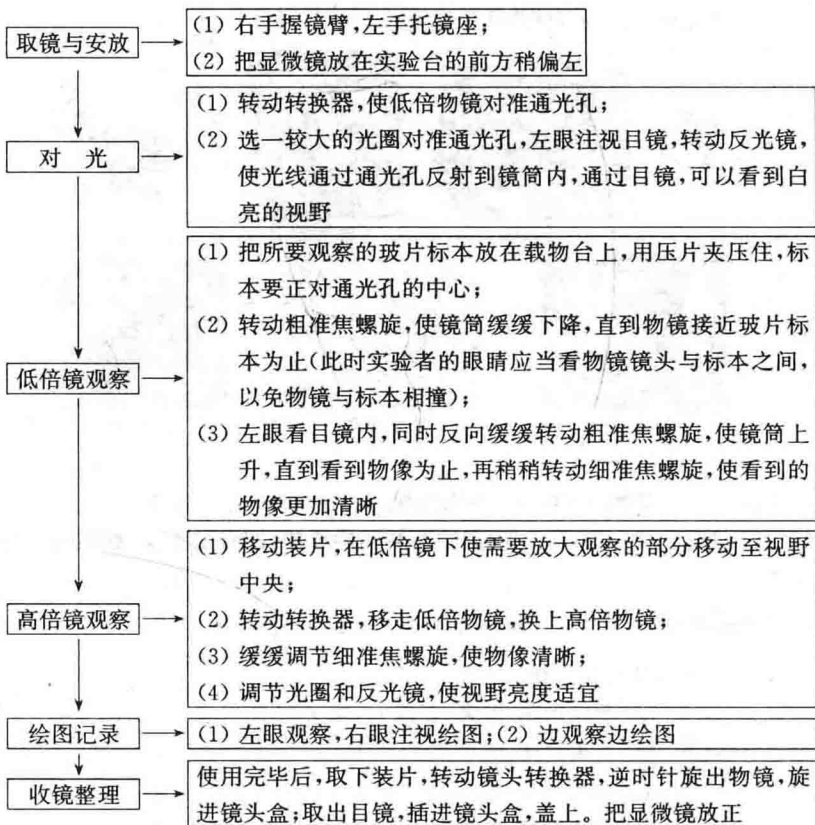 取镜与安放
(1) 右手握镜臂,左手托镜座;
(2) 把显微镜放在实验台的前方稍偏左
对 光
(1) 转动转换器,使低倍物镜对准通光孔;
(2) 选一较大的光圈对准通光孔,左眼注视目镜,转动反光镜,
使光线通过通光孔反射到镜筒内,通过目镜,可以看到白
亮的视野
低倍镜观察
(1) 把所要观察的玻片标本放在载物台上,用压片夹压住,标
本要正对通光孔的中心;
(2) 转动粗准焦螺旋,使镜筒缓缓下降,直到物镜接近玻片标
本为止(此时实验者的眼睛应当看物镜镜头与标本之间,
以免物镜与标本相撞);
(3) 左眼看目镜内,同时反向缓缓转动粗准焦螺旋,使镜筒上
升,直到看到物像为止,再稍稍转动细准焦螺旋,使看到的
物像更加清晰
高倍镜观察
(1) 移动装片,在低倍镜下使需要放大观察的部分移动至视野
中央;
(2) 转动转换器,移走低倍物镜,换上高倍物镜;
(3) 缓缓调节细准焦螺旋,使物像清晰;
(4) 调节光圈和反光镜,使视野亮度适宜
绘图记录
(1) 左眼观察,右眼注视绘图;(2) 边观察边绘图
收镜整理
使用完毕后,取下装片,转动镜头转换器,逆时针旋出物镜,旋
进镜头盒;取出目镜,插进镜头盒,盖上。把显微镜放正